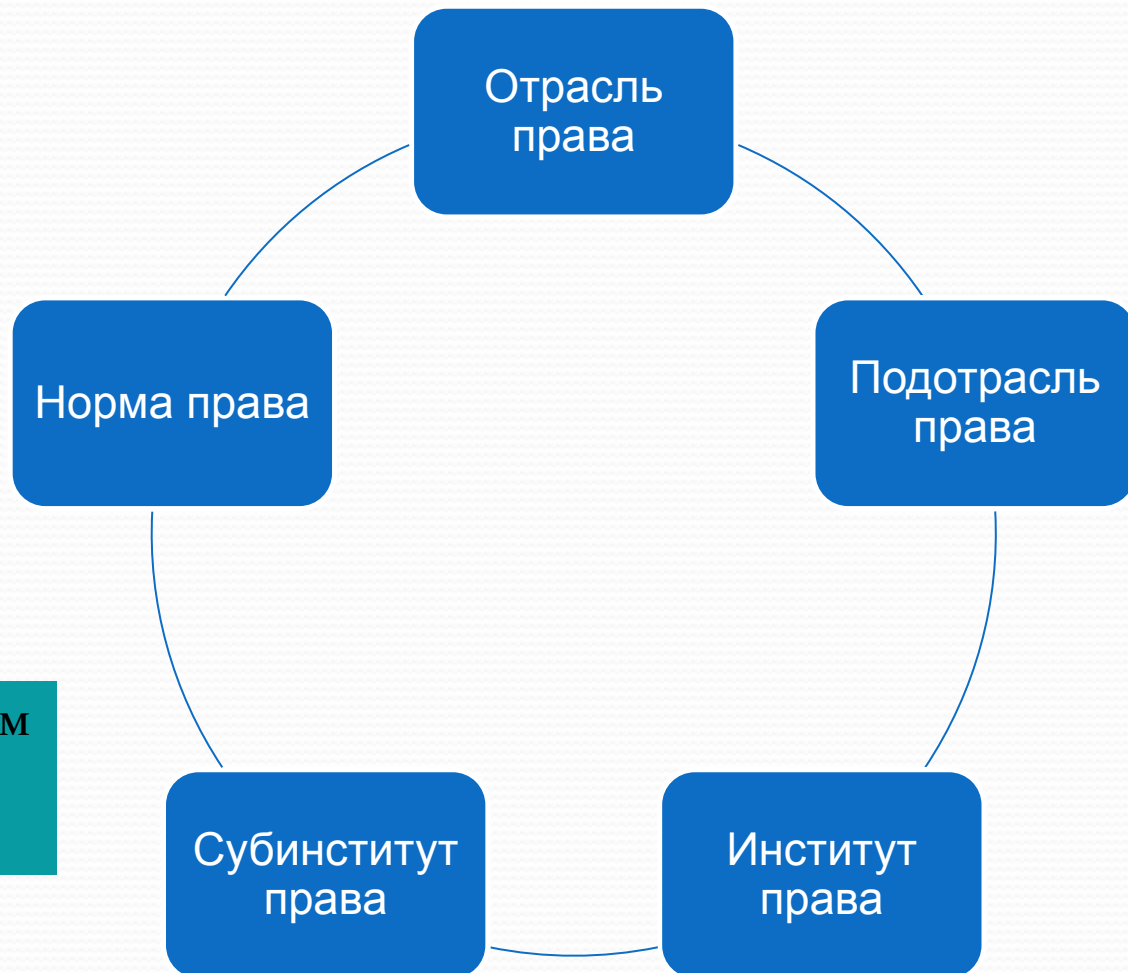 Отрасль
права
Подотрасль
права
Институт
права
Субинститут
права
Норма права